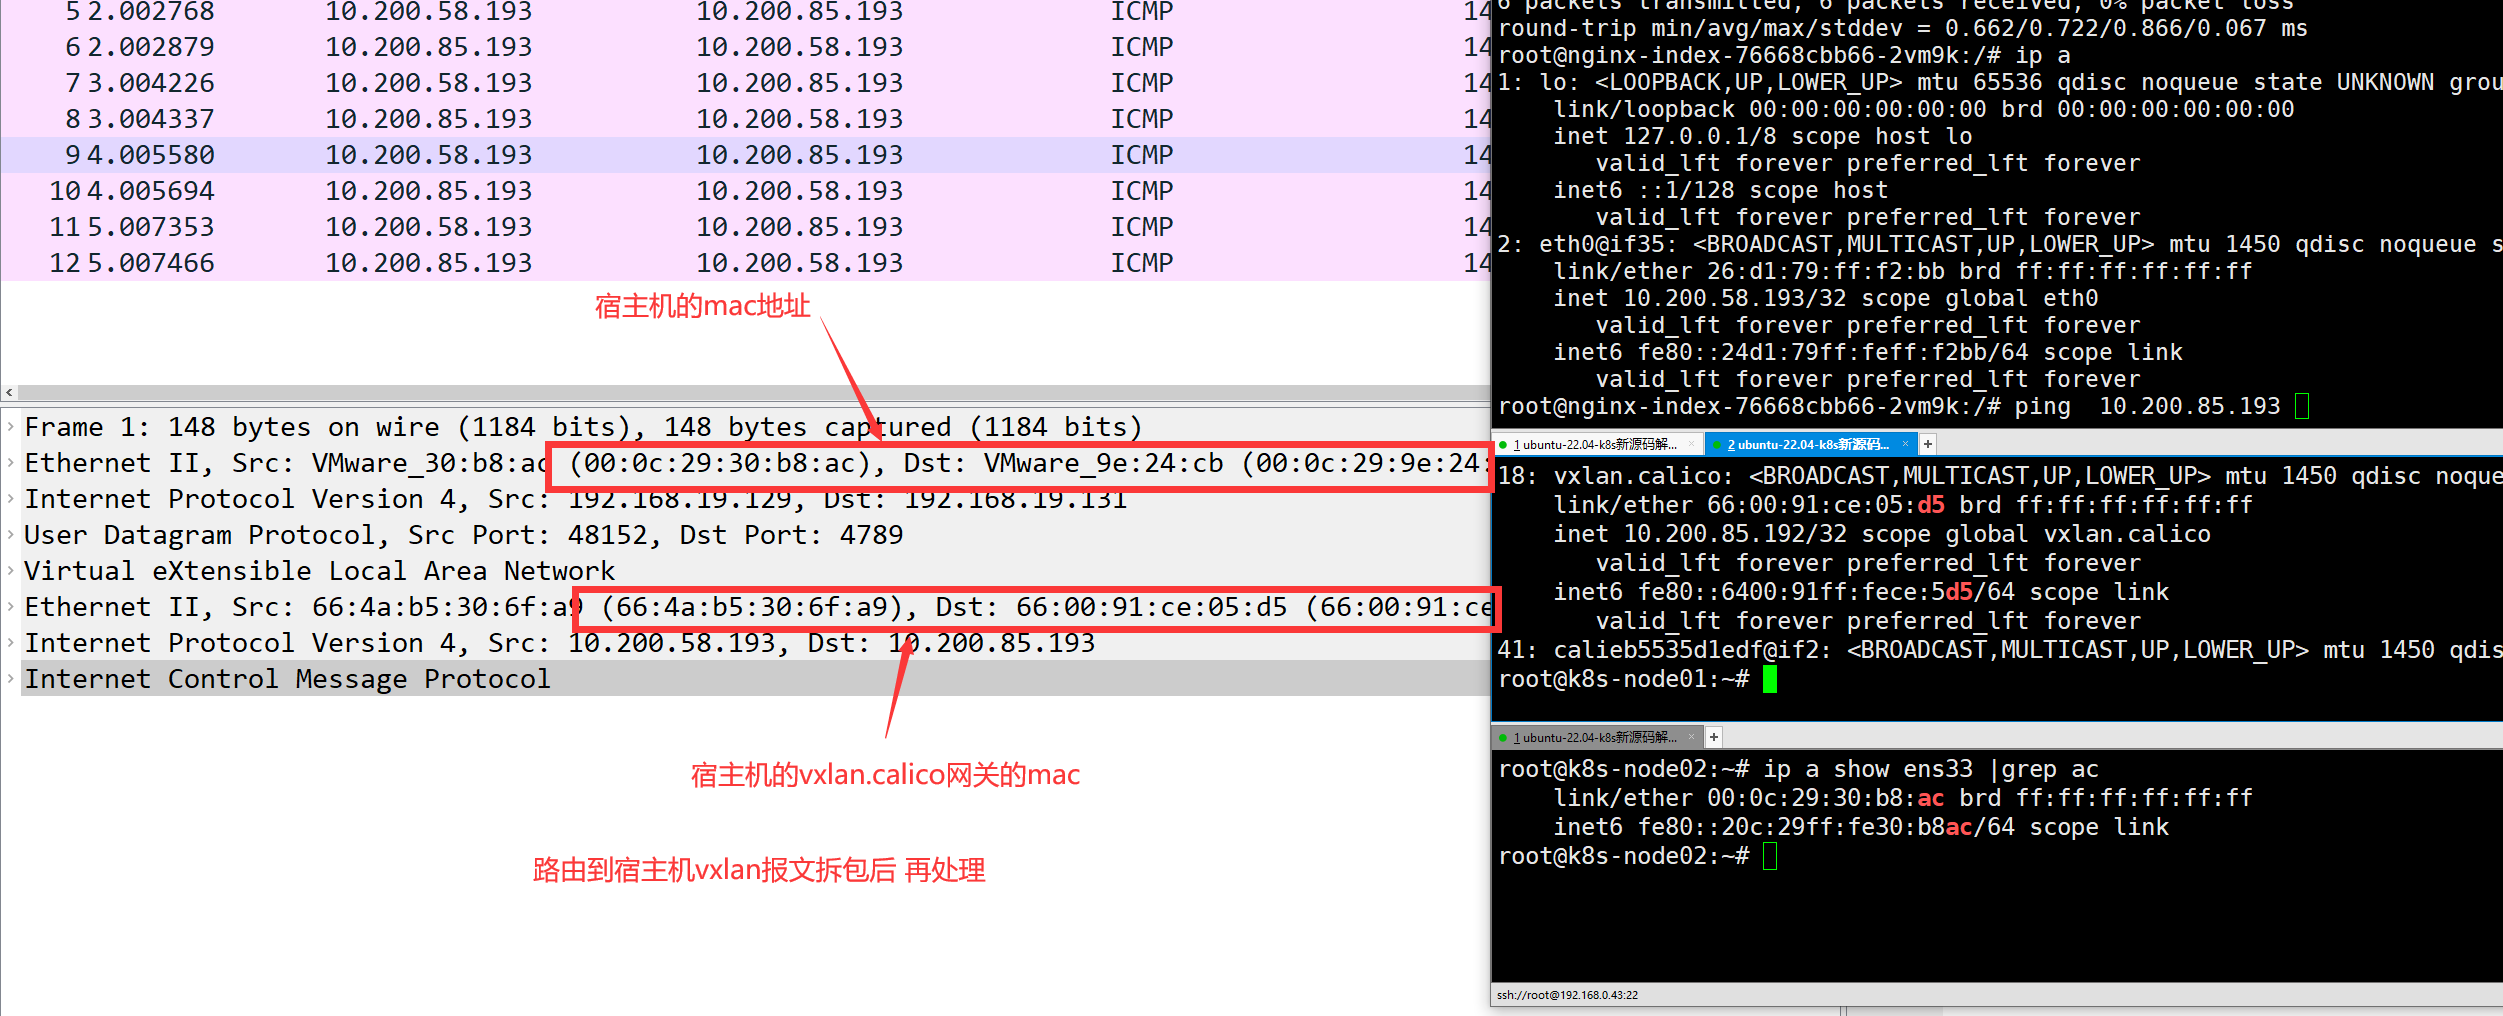 5 2.002768 10.200.58.193 10.200.85.193 ICMP 14
6 2.002879 10.200.85.193 10.200.58.193 ICMP 14
7 3.004226 10.200.58.193 10.200.85.193 ICMP 14
8 3.004337 10.200.85.193 10.200.58.193 ICMP 14
9 4.005580 10.200.58.193 10.200.85.193 ICMP 14
10 4.005694 10.200.85.193 10.200.58.193 ICMP 14
11 5.007353 10.200.58.193 10.200.85.193 ICMP 14
12 5.007466 10.200.85.193 10.200.58.193 ICMP 14
宿主机的mac地址
Frame 1: 148 bytes on wire (1184 bits), 148 bytes captured (1184 bits)
Ethernet II, Src: VMware_30:b8:ac (00:0c:29:30:b8:ac), Dst: VMware_9e:24:cb (00:0c:29:9e:24:
Internet Protocol Version 4, Src: 192.168.19.129, Dst: 192.168.19.131
User Datagram Protocol, Src Port: 48152, Dst Port: 4789
Virtual eXtensible Local Area Network
Ethernet II, Src: 66:4a:b5:30:6f:a9 (66:4a:b5:30:6f:a9), Dst: 66:00:91:ce:05:d5 (66:00:91:ce
Internet Protocol Version 4, Src: 10.200.58.193, Dst: 10.200.85.193
Internet Control Message Protocol
宿主机的vxlan.calico网关的mac
路由到宿主机vxlan报文拆包后 再处理
6 packets transmitted, 6 packets received, 0% packet loss
round-trip min/avg/max/stddev = 0.662/0.722/0.866/0.067 ms
root@nginx-index-76668cbb66-2vm9k:/# ip a
1: lo: <LOOPBACK,UP,LOWER_UP> mtu 65536 qdisc noqueue state UNKNOWN grou
link/loopback 00:00:00:00:00:00 brd 00:00:00:00:00:00
inet 127.0.0.1/8 scope host lo
valid_lft forever preferred_lft forever
inet6 ::1/128 scope host
valid_lft forever preferred_lft forever
2: eth0@if35: <BROADCAST,MULTICAST,UP,LOWER_UP> mtu 1450 qdisc noqueue s
link/ether 26:d1:79:ff:f2:bb brd ff:ff:ff:ff:ff:ff
inet 10.200.58.193/32 scope global eth0
valid_lft forever preferred_lft forever
inet6 fe80::24d1:79ff:feff:f2bb/64 scope link
valid_lft forever preferred_lft forever
root@nginx-index-76668cbb66-2vm9k:/# ping  10.200.85.193
1 ubuntu-22.04-k8s新源码解... × 2 ubuntu-22.04-k8s新源码... × +
18: vxlan.calico: <BROADCAST,MULTICAST,UP,LOWER_UP> mtu 1450 qdisc noque
link/ether 66:00:91:ce:05:d5 brd ff:ff:ff:ff:ff:ff
inet 10.200.85.192/32 scope global vxlan.calico
valid_lft forever preferred_lft forever
inet6 fe80::6400:91ff:fece:5d5/64 scope link
valid_lft forever preferred_lft forever
41: calieb5535d1edf@if2: <BROADCAST,MULTICAST,UP,LOWER_UP> mtu 1450 qdis
root@k8s-node01:~#
1 ubuntu-22.04-k8s新源码解... × +
root@k8s-node02:~# ip a show ens33 |grep ac
link/ether 00:0c:29:30:b8:ac brd ff:ff:ff:ff:ff:ff
inet6 fe80::20c:29ff:fe30:b8ac/64 scope link
root@k8s-node02:~#
ssh://root@192.168.0.43:22